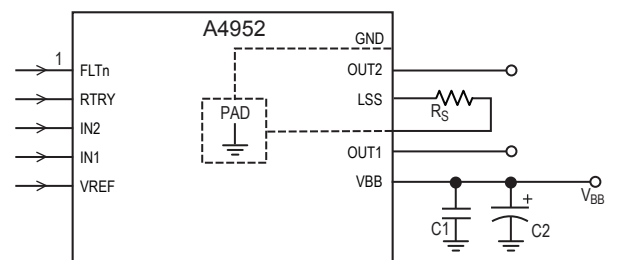 A4952
GND
1
FLTn
OUT2
RTRY
LSS
RS
PAD
IN2
IN1
OUT1
VREF
VBB
VBB
+
C1
C2